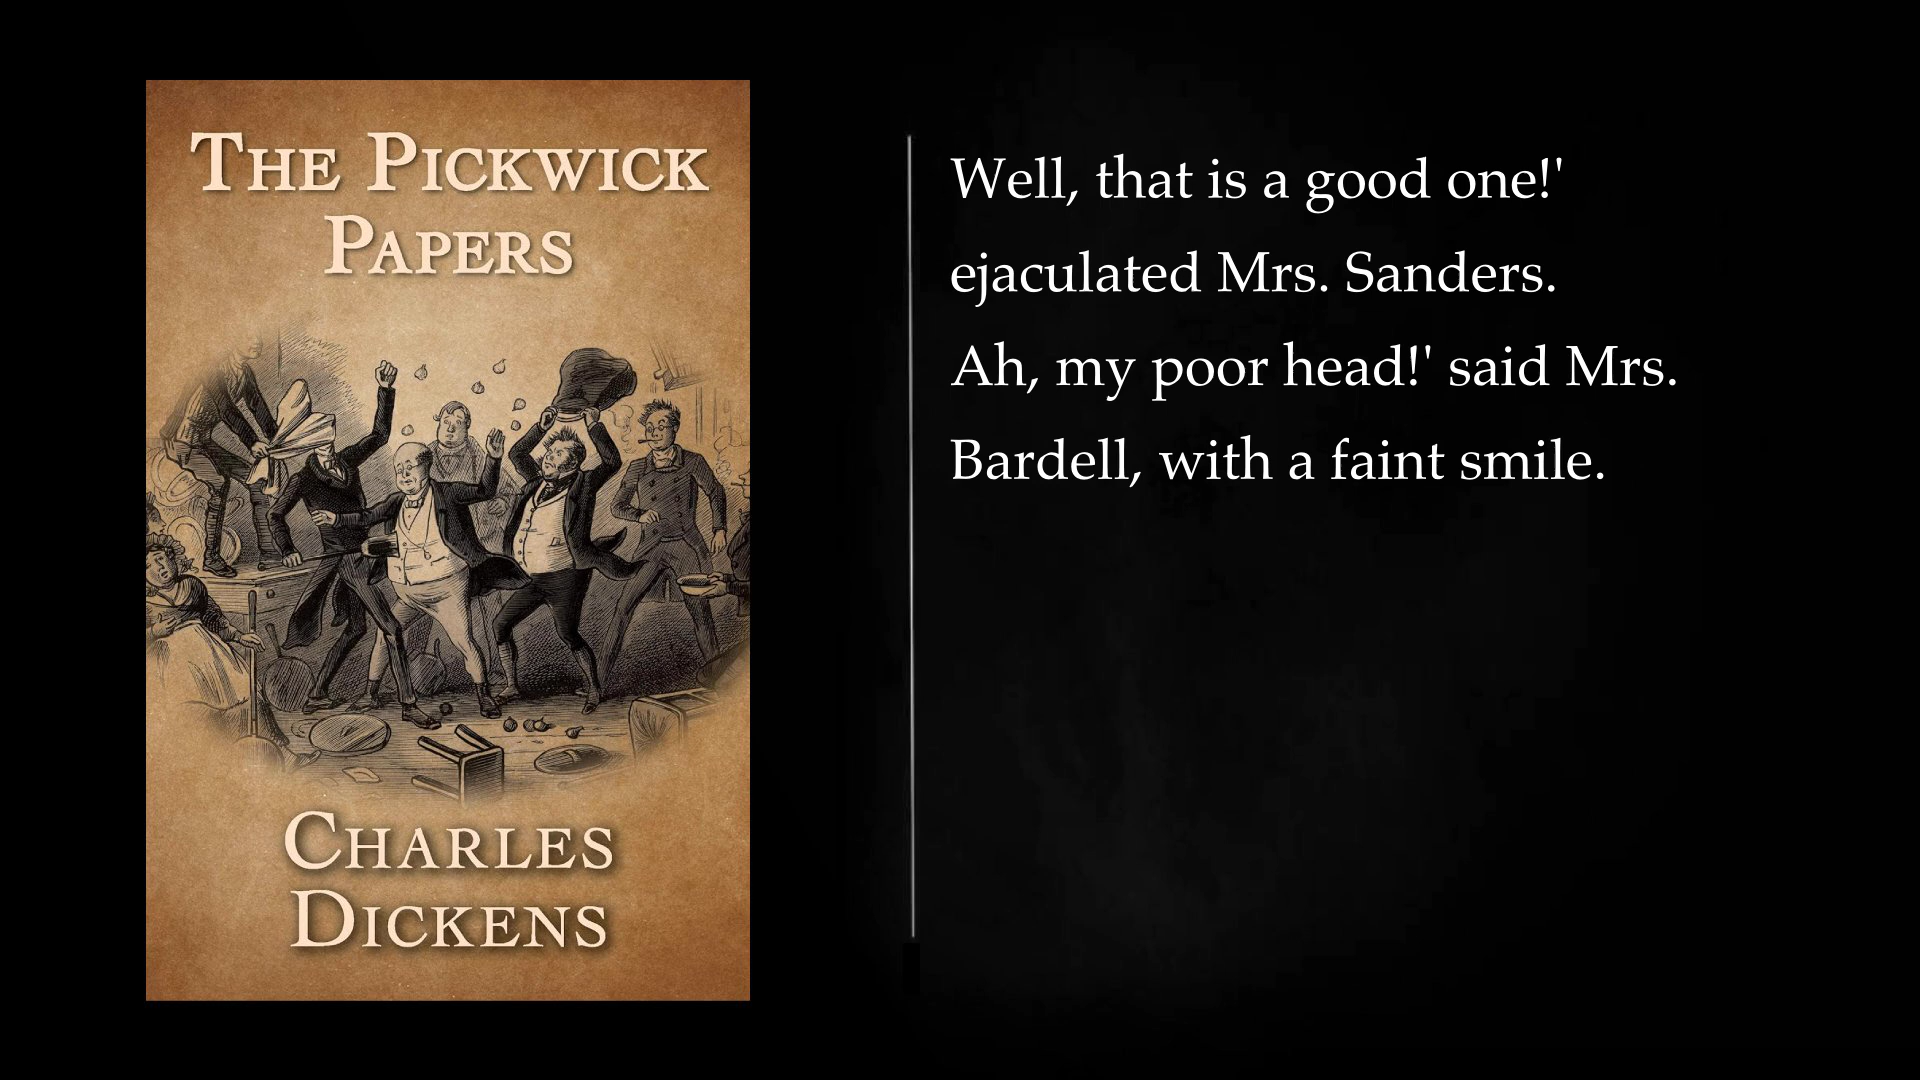 The Pickwick
Papers
Charles
Dickens
Well, that is a good one!'
ejaculated Mrs. Sanders.
Ah, my poor head!' said Mrs.
Bardell, with a faint smile.